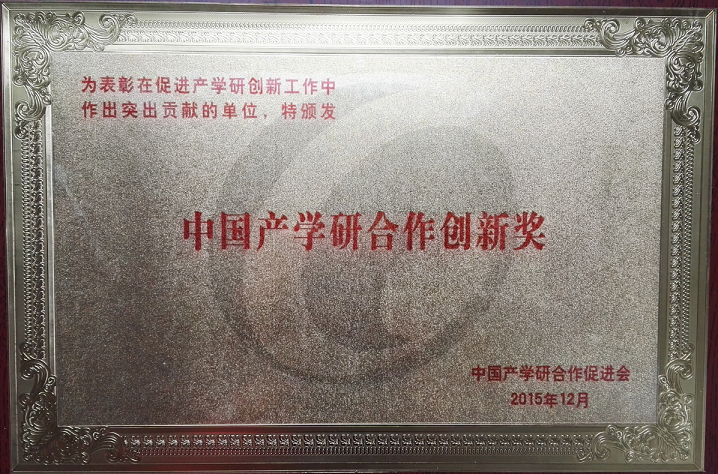 为表彰在促进产学研创新工作中
作出突出贡献的单位，特颁发
中国产学研合作创新奖
中国产学研合作促进会
2015年12月